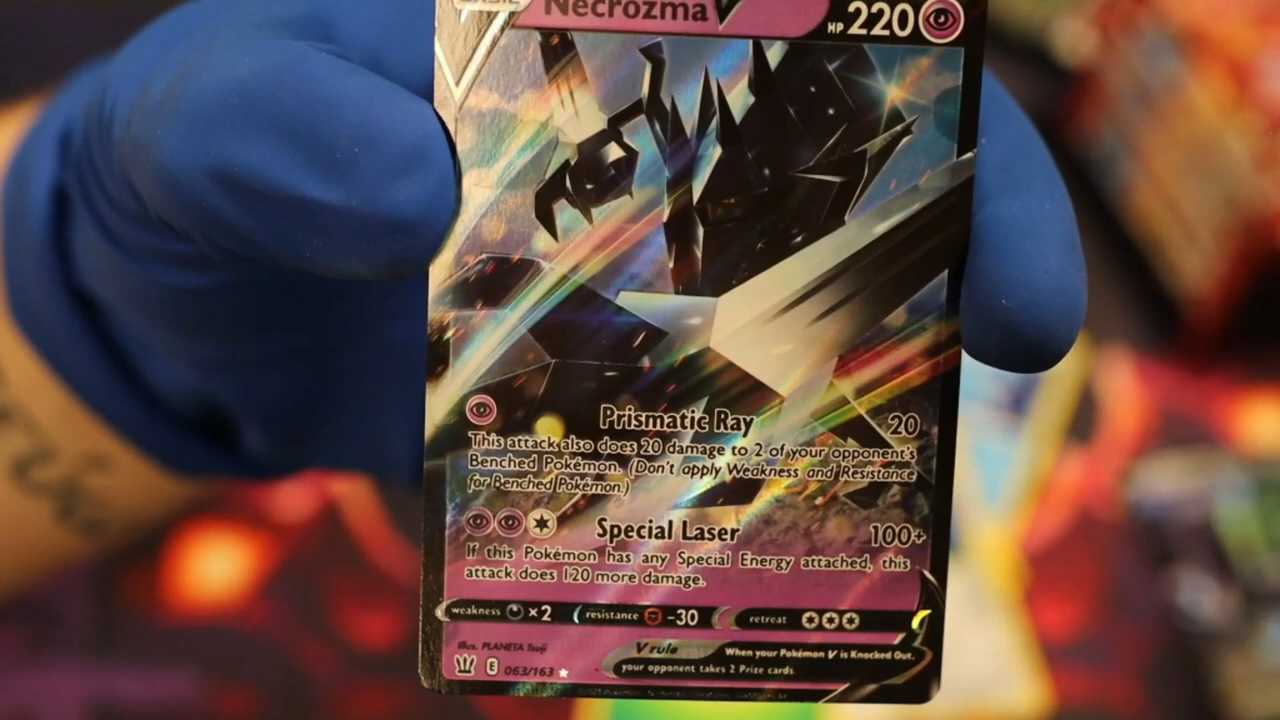 BASIC Necrozma V HP 220
Prismatic Ray 20
This attack also does 20 damage to 2 of your opponent's
Benched Pokémon. (Don't apply Weakness and Resistance
for Benched Pokémon.)
Special Laser 100+
If this Pokémon has any Special Energy attached, this
attack does 120 more damage.
weakness ×2 resistance -30 retreat
Illus. PLANETA Tsuji
V rule When your Pokémon V is Knocked Out,
your opponent takes 2 Prize cards.
E 063/163